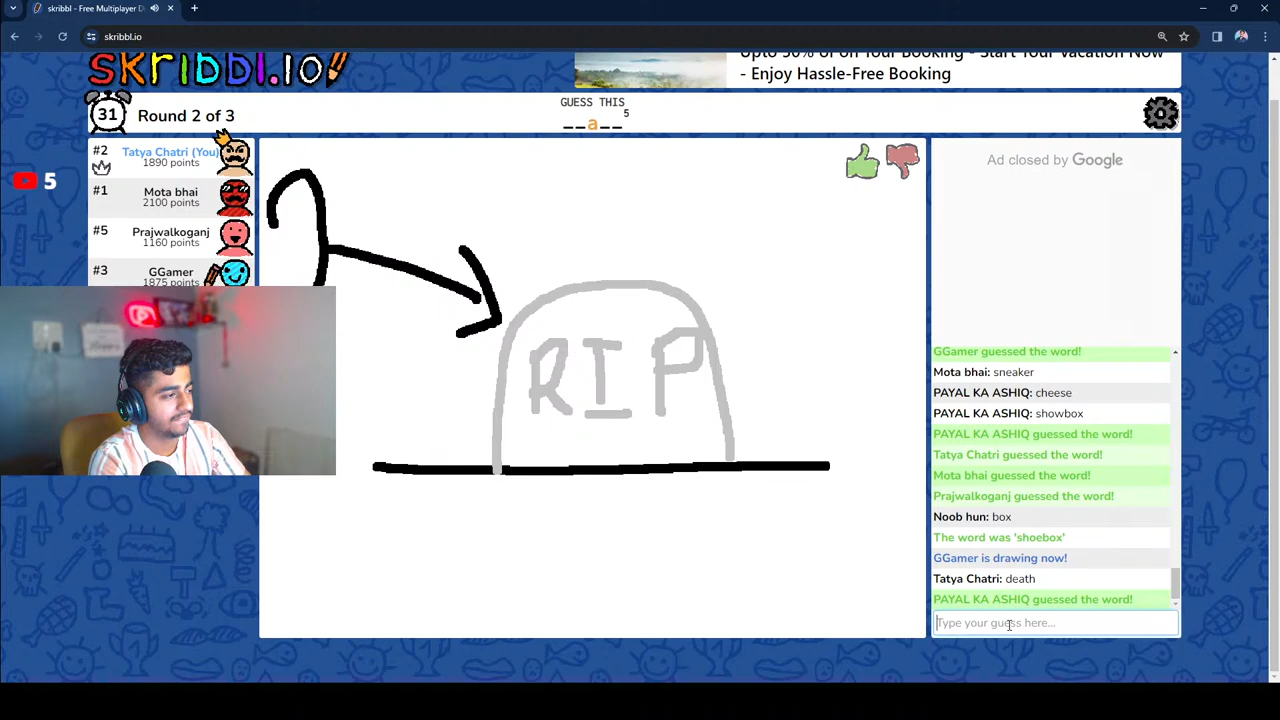 skribbl - Free Multiplayer D
skribbl.io
skribbl.io
Upto 50% of on Your Booking - Start Your Vacation Now
- Enjoy Hassle-Free Booking
31
Round 2 of 3
GUESS THIS
5
__a__
#2
Tatya Chatri (You)
1890 points
#1
Mota bhai
2100 points
#5
Prajwalkoganj
1160 points
#3
GGamer
1875 points
5
RIP
Ad closed by Google
GGamer guessed the word!
Mota bhai: sneaker
PAYAL KA ASHIQ: cheese
PAYAL KA ASHIQ: showbox
PAYAL KA ASHIQ guessed the word!
Tatya Chatri guessed the word!
Mota bhai guessed the word!
Prajwalkoganj guessed the word!
Noob hun: box
The word was 'shoebox'
GGamer is drawing now!
Tatya Chatri: death
PAYAL KA ASHIQ guessed the word!
Type your guess here...